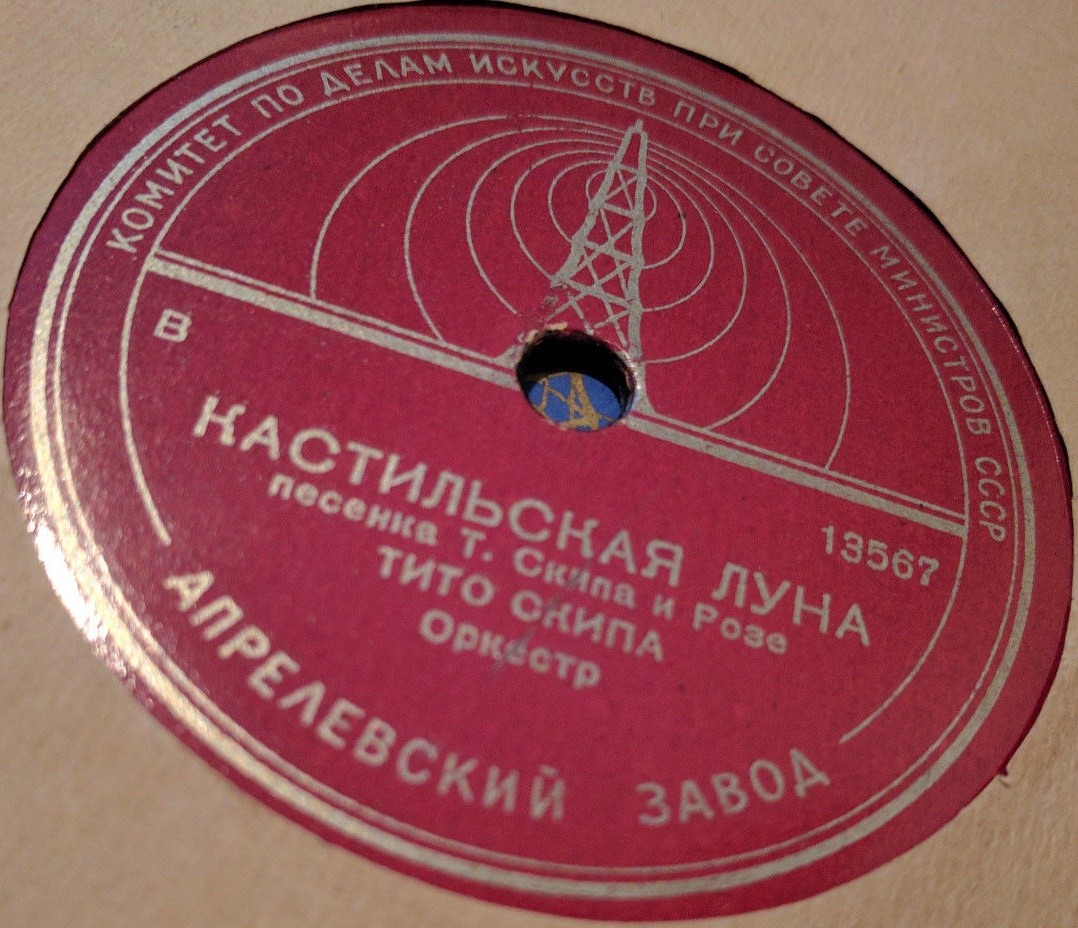 КОМИТЕТ ПО ДЕЛАМ ИСКУССТВ ПРИ СОВЕТЕ МИНИСТРОВ СССР
В
13567
КАСТИЛЬСКАЯ ЛУНА
песенка Т. Скипа и Розе
ТИТО СКИПА
Оркестр
АПРЕЛЕВСКИЙ ЗАВОД